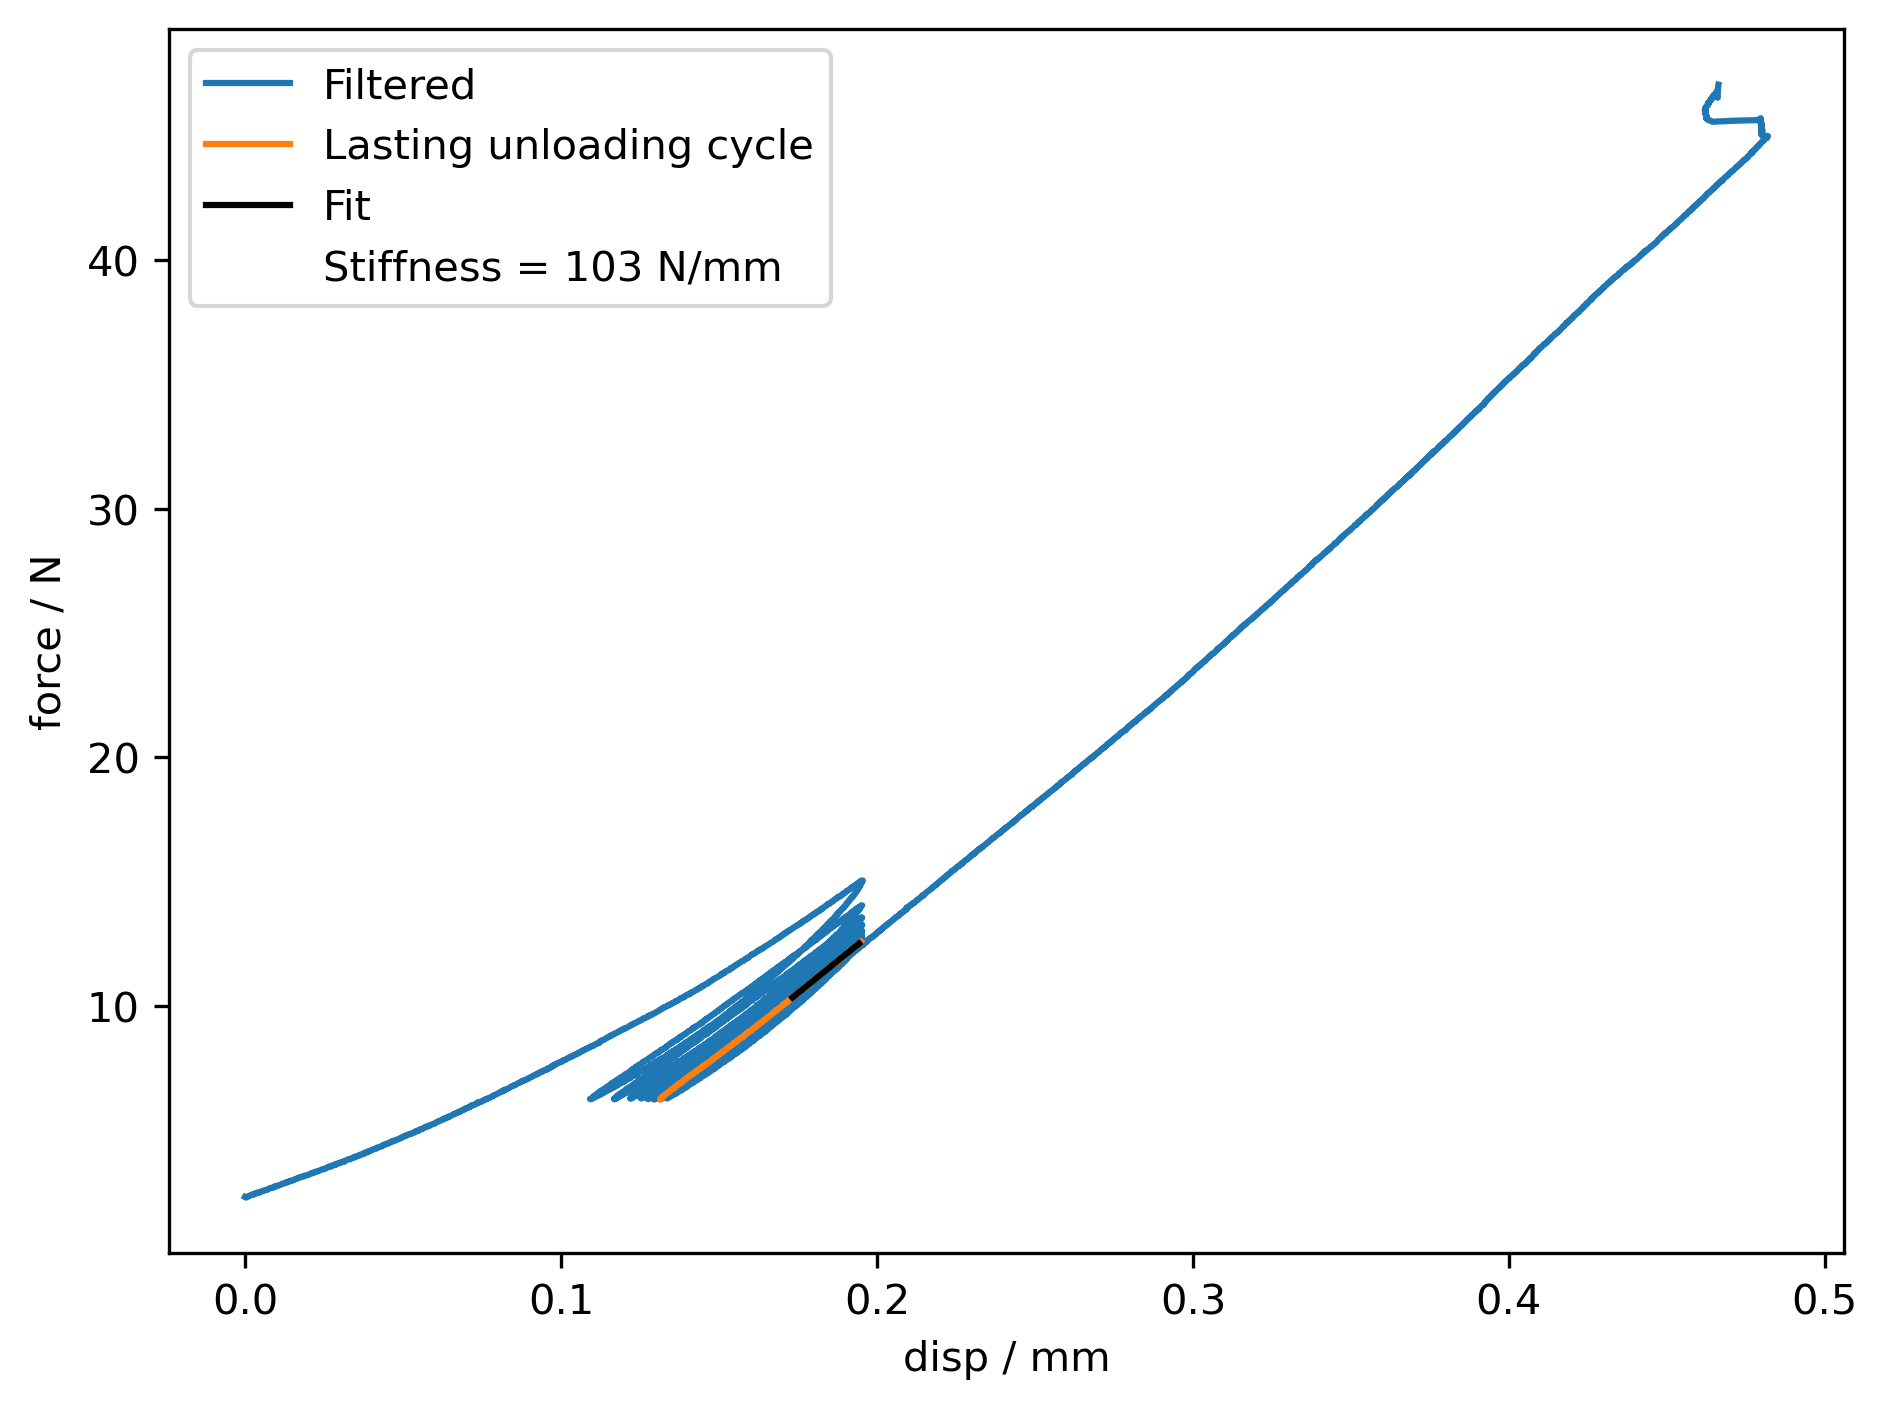 Filtered
Lasting unloading cycle
Fit
Stiffness = 103 N/mm
40
30
20
10
force / N
0.0 0.1 0.2 0.3 0.4 0.5
disp / mm